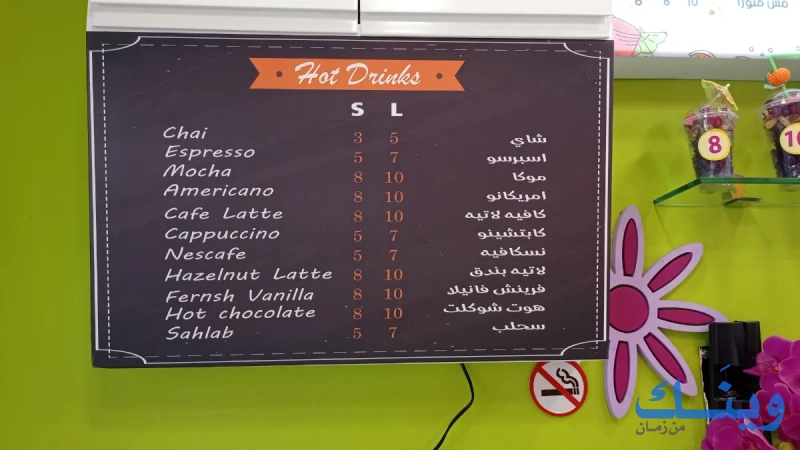 Hot Drinks
S L
Chai 3 5 شاي
Espresso 5 7 اسبرسو
Mocha 8 10 موكا
Americano 8 10 امريكانو
Cafe Latte 8 10 كافيه لاتيه
Cappuccino 5 7 كابتشينو
Nescafe 5 7 نسكافيه
Hazelnut Latte 8 10 لاتيه بندق
Fernsh Vanilla 8 10 فرينش فانيلا
Hot chocolate 8 10 هوت شوكلت
Sahlab 5 7 سحلب
8
10
وينك
من زمان